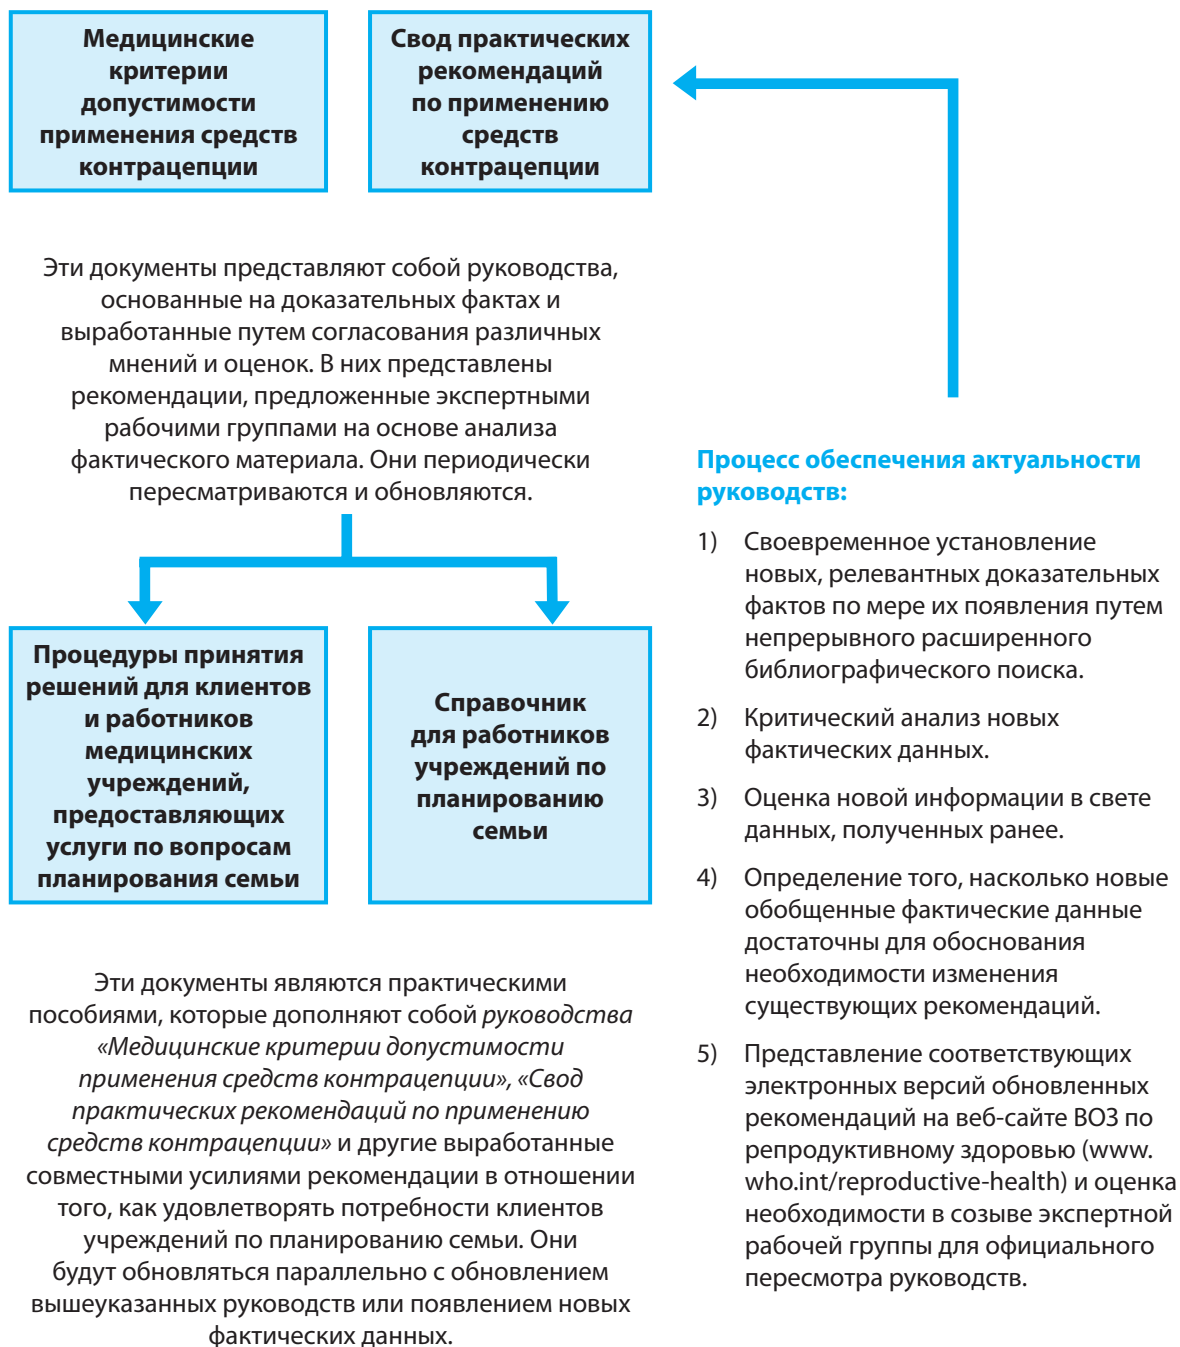 Медицинские
критерии
допустимости
применения средств
контрацепции
Свод практических
рекомендаций
по применению
средств
контрацепции
Эти документы представляют собой руководства,
основанные на доказательных фактах и
выработанные путем согласования различных
мнений и оценок. В них представлены
рекомендации, предложенные экспертными
рабочими группами на основе анализа
фактического материала. Они периодически
пересматриваются и обновляются.
Процедуры принятия
решений для клиентов
и работников
медицинских
учреждений,
предоставляющих
услуги по вопросам
планирования семьи
Справочник
для работников
учреждений по
планированию
семьи
Эти документы являются практическими
пособиями, которые дополняют собой руководства
«Медицинские критерии допустимости
применения средств контрацепции», «Свод
практических рекомендаций по применению
средств контрацепции» и другие выработанные
совместными усилиями рекомендации в отношении
того, как удовлетворять потребности клиентов
учреждений по планированию семьи. Они
будут обновляться параллельно с обновлением
вышеуказанных руководств или появлением новых
фактических данных.
Процесс обеспечения актуальности
руководств:
1) Своевременное установление
новых, релевантных доказательных
фактов по мере их появления путем
непрерывного расширенного
библиографического поиска.
2) Критический анализ новых
фактических данных.
3) Оценка новой информации в свете
данных, полученных ранее.
4) Определение того, насколько новые
обобщенные фактические данные
достаточны для обоснования
необходимости изменения
существующих рекомендаций.
5) Представление соответствующих
электронных версий обновленных
рекомендаций на веб-сайте ВОЗ по
репродуктивному здоровью (www.
who.int/reproductive-health) и оценка
необходимости в созыве экспертной
рабочей группы для официального
пересмотра руководств.